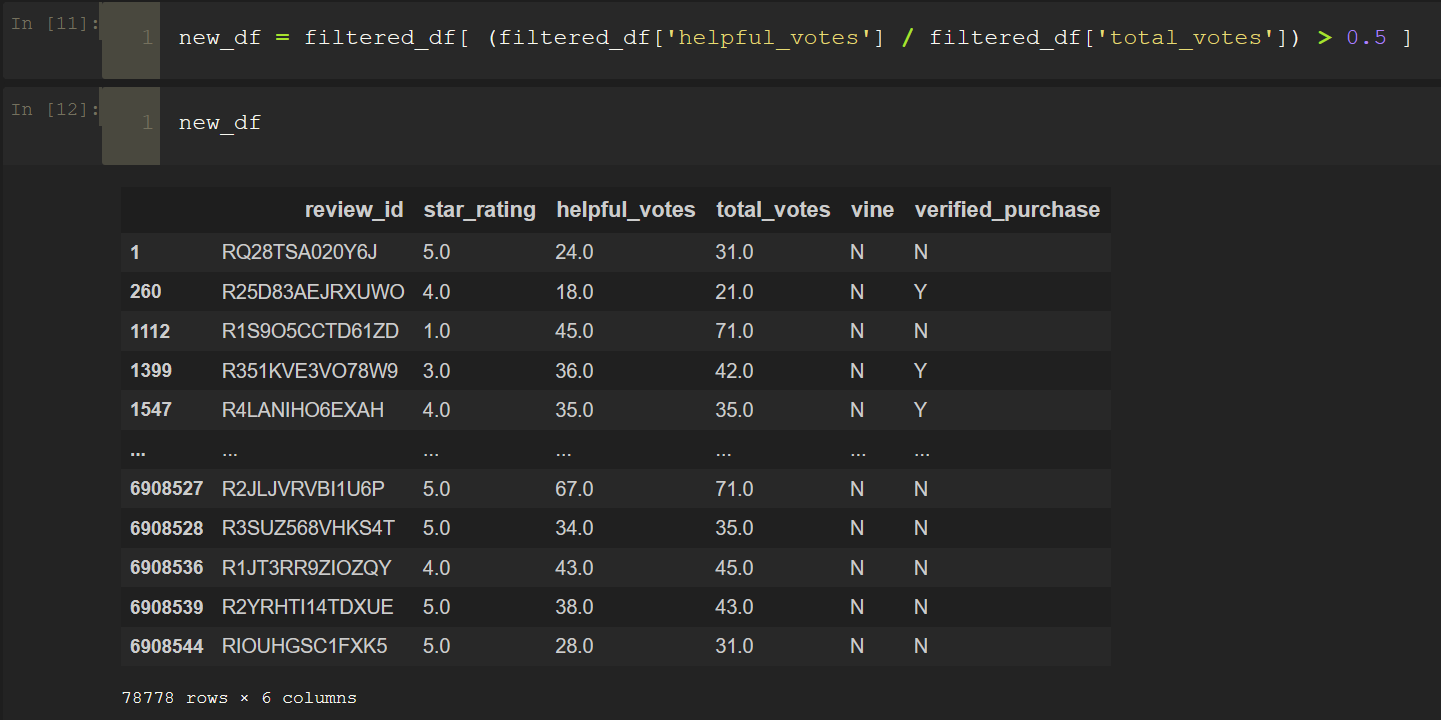 In [11]:
1 new_df = filtered_df[ (filtered_df['helpful_votes'] / filtered_df['total_votes']) > 0.5 ]
In [12]:
1 new_df
review_id star_rating helpful_votes total_votes vine verified_purchase
1 RQ28TSA020Y6J 5.0 24.0 31.0 N N
260 R25D83AEJRXUWO 4.0 18.0 21.0 N Y
1112 R1S9O5CCTD61ZD 1.0 45.0 71.0 N N
1399 R351KVE3VO78W9 3.0 36.0 42.0 N Y
1547 R4LANIHO6EXAH 4.0 35.0 35.0 N Y
... ... ... ... ... ... ...
6908527 R2JLJVRVBI1U6P 5.0 67.0 71.0 N N
6908528 R3SUZ568VHKS4T 5.0 34.0 35.0 N N
6908536 R1JT3RR9ZIOZQY 4.0 43.0 45.0 N N
6908539 R2YRHTI14TDXUE 5.0 38.0 43.0 N N
6908544 RIOUHGSC1FXK5 5.0 28.0 31.0 N N
78778 rows × 6 columns